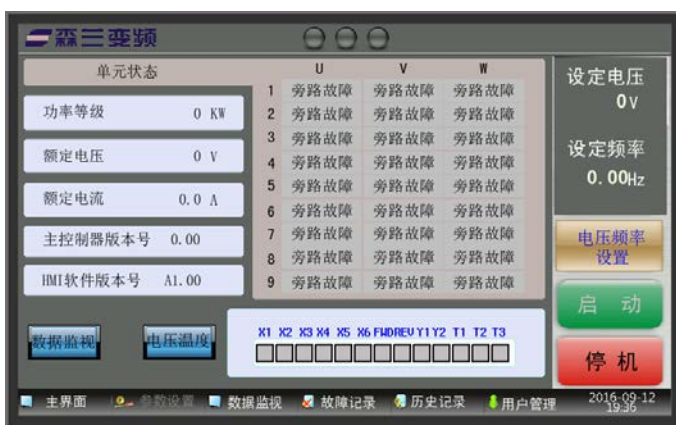 森兰变频
单元状态
功率等级 0 KW
额定电压 0 V
额定电流 0.0 A
主控制器版本号 0.00
HMI软件版本号 A1.00
U V W
1 旁路故障 旁路故障 旁路故障
2 旁路故障 旁路故障 旁路故障
3 旁路故障 旁路故障 旁路故障
4 旁路故障 旁路故障 旁路故障
5 旁路故障 旁路故障 旁路故障
6 旁路故障 旁路故障 旁路故障
7 旁路故障 旁路故障 旁路故障
8 旁路故障 旁路故障 旁路故障
9 旁路故障 旁路故障 旁路故障
设定电压
0V
设定频率
0.00Hz
电压频率
设置
启 动
停 机
数据监视 电压温度
X1 X2 X3 X4 X5 X6 FWDREV Y1 Y2 T1 T2 T3
主界面 参数设置 数据监视 故障记录 历史记录 用户管理
2016-09-12
19:36